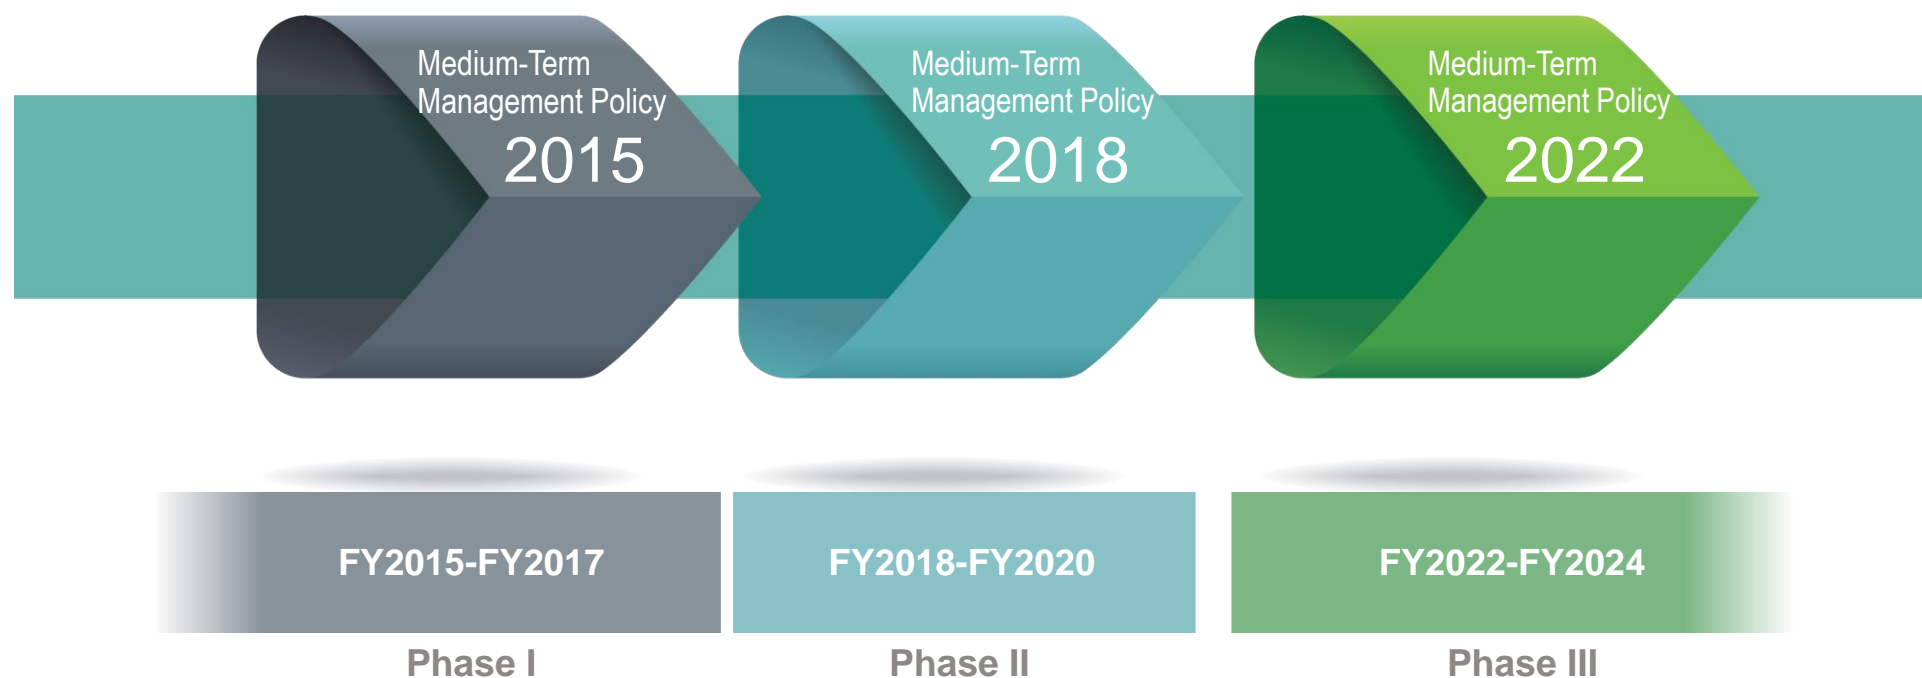 Medium-Term
Management Policy
2015
Medium-Term
Management Policy
2018
Medium-Term
Management Policy
2022
FY2015-FY2017
FY2018-FY2020
FY2022-FY2024
Phase I
Phase II
Phase III